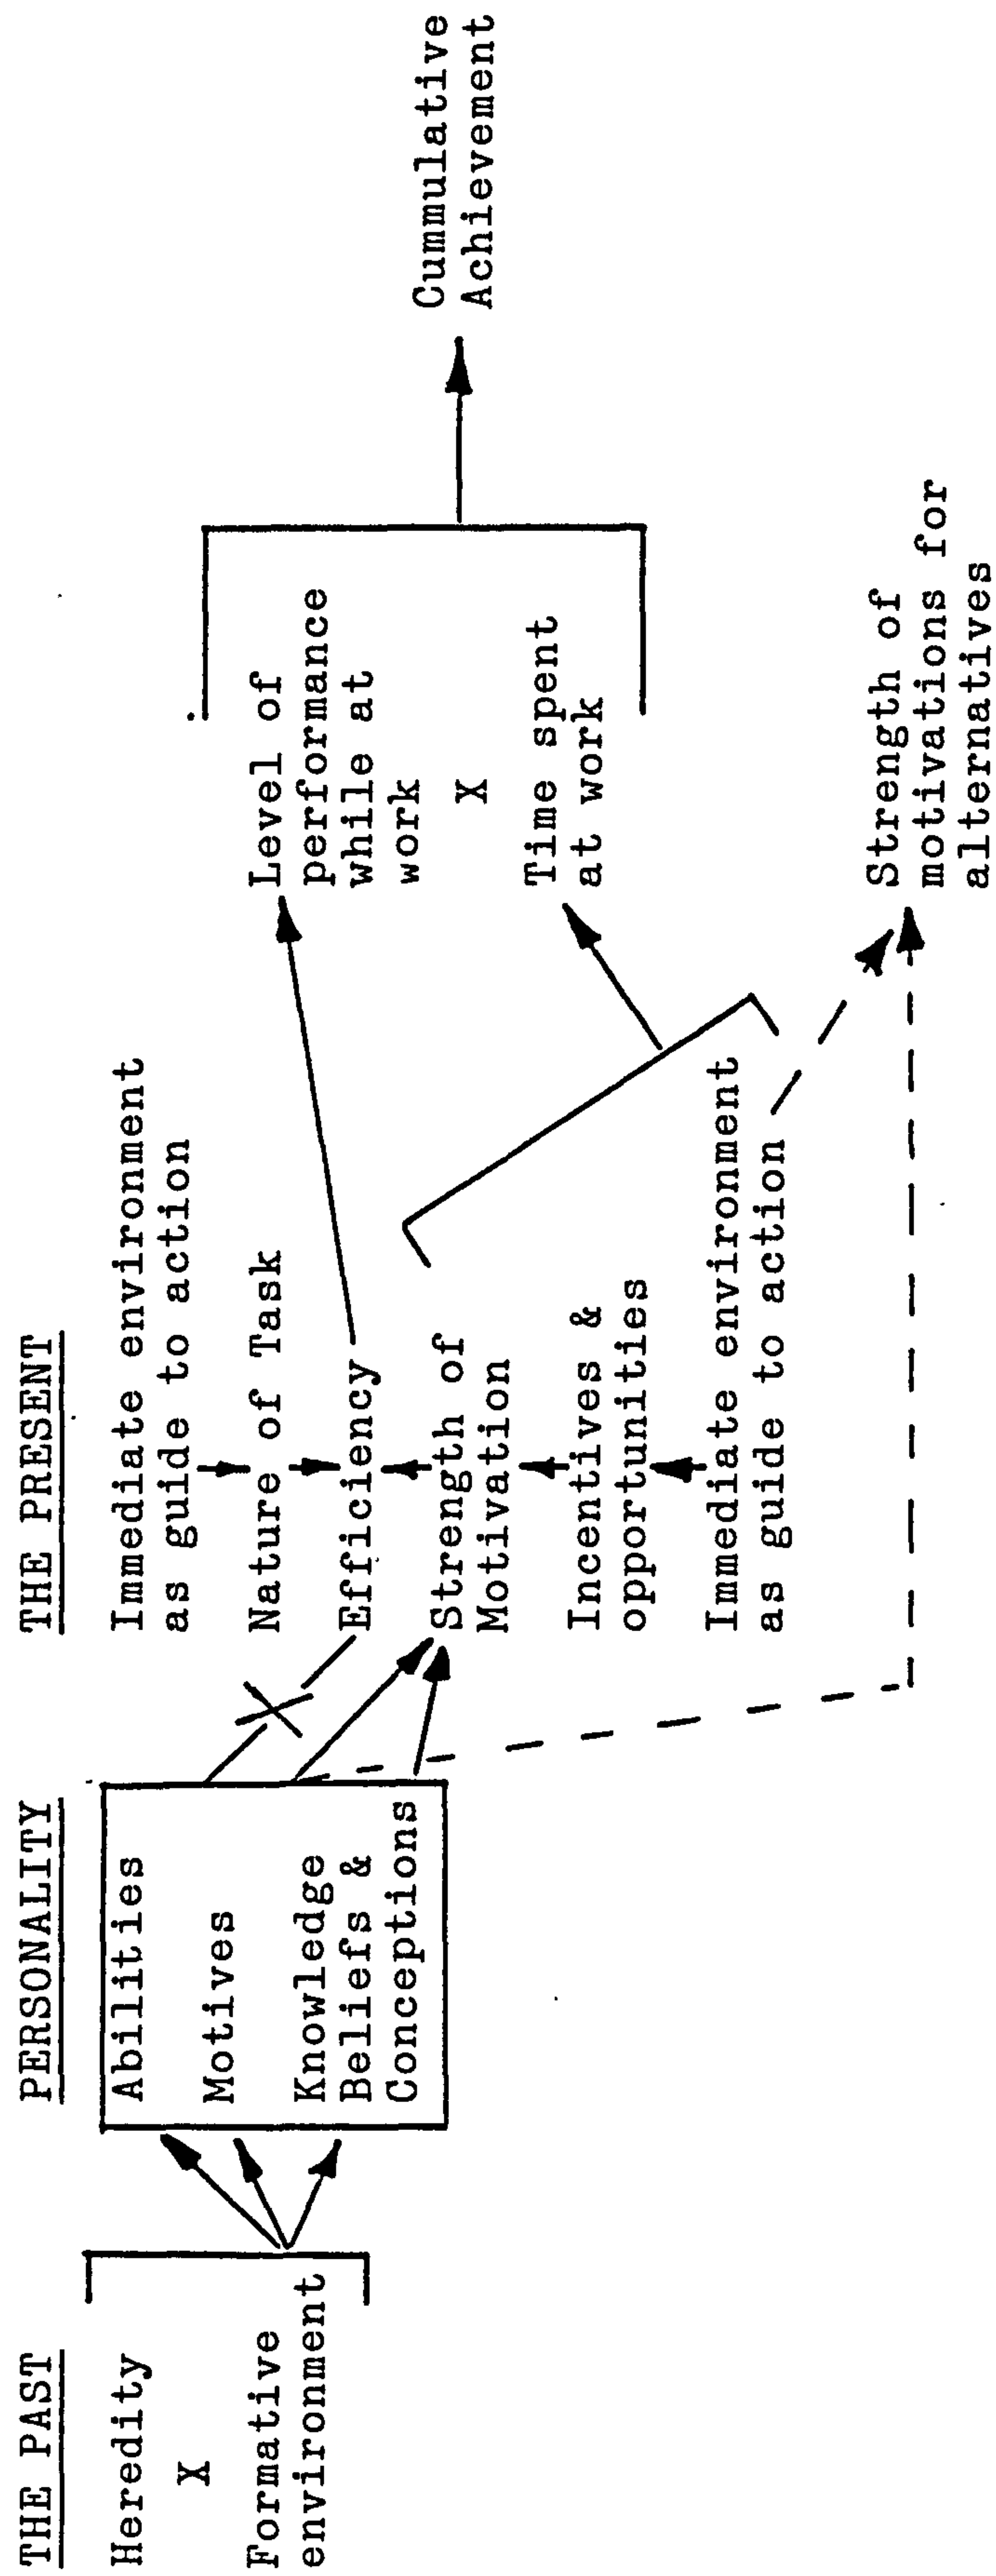 THE PAST
Heredity
X
Formative
environment
PERSONALITY
Abilities
Motives
Knowledge
Beliefs &
Conceptions
THE PRESENT
Immediate environment
as guide to action
Nature of Task
Efficiency
Strength of
Motivation
Incentives &
opportunities
Immediate environment
as guide to action
Level of
performance
while at
work
X
Time spent
at work
Strength of
motivations for
alternatives
Cummulative
Achievement